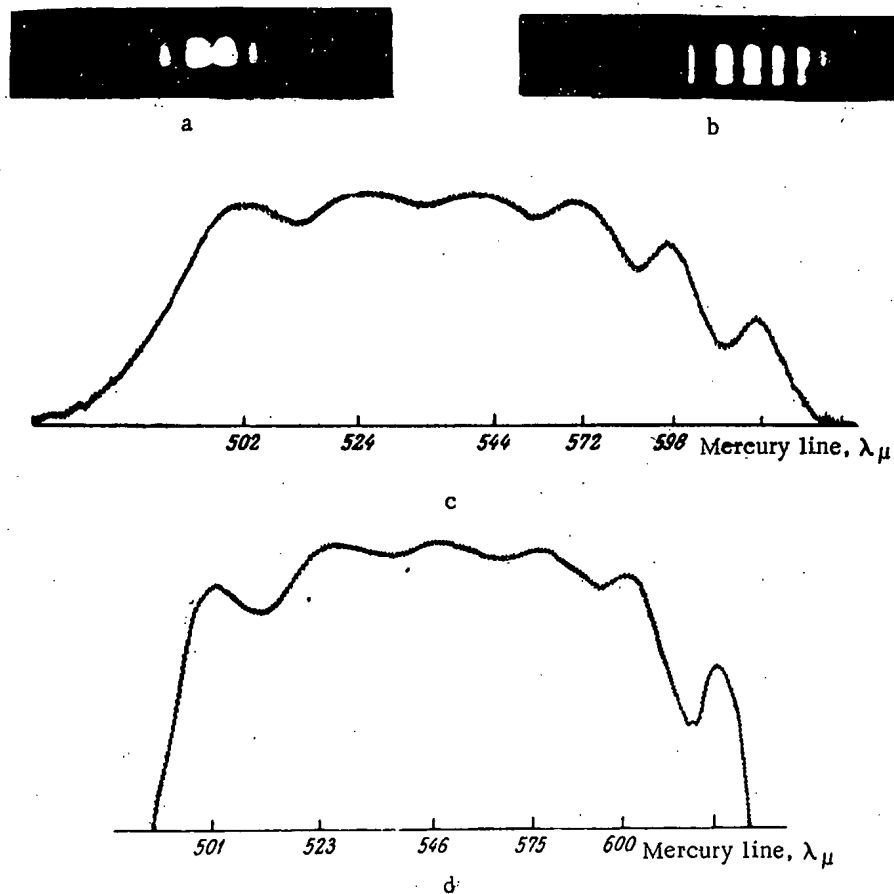 a
b
502 524 544 572 598 Mercury line, λμ
c
501 523 546 575 600 Mercury line, λμ
d